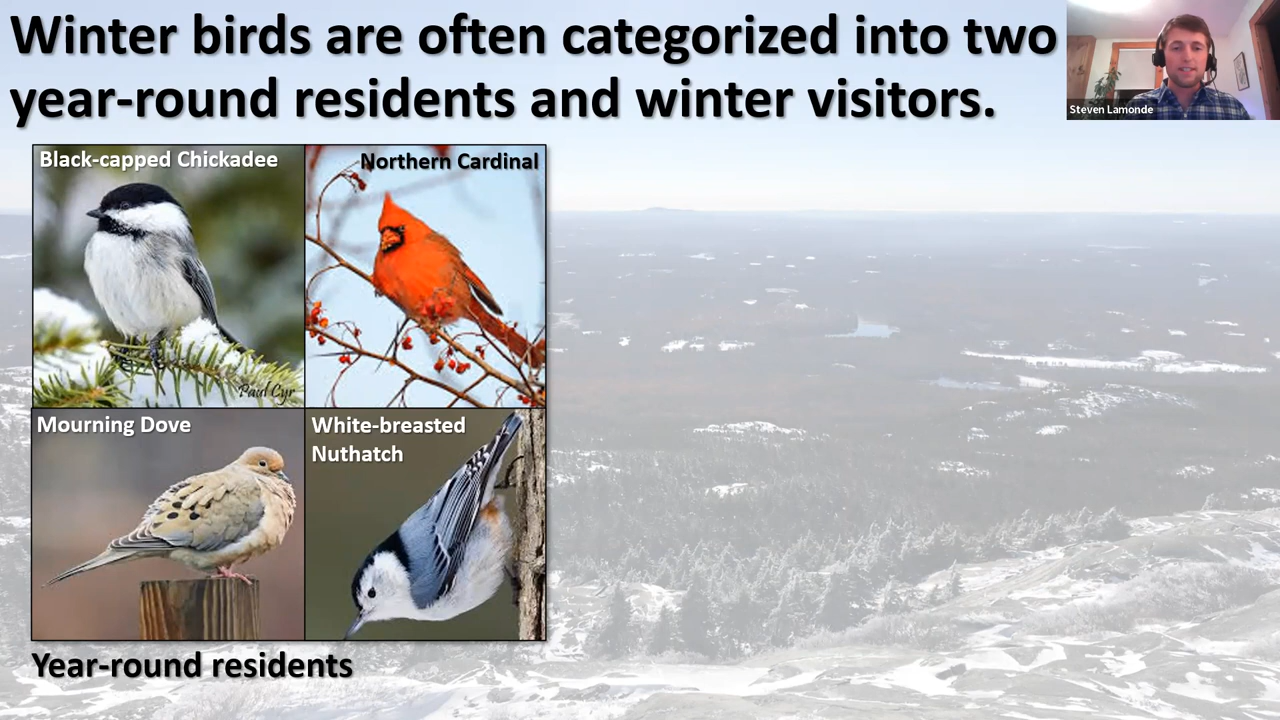 Winter birds are often categorized into two
year-round residents and winter visitors.
Steven Lamonde
Black-capped Chickadee
Northern Cardinal
Paul Cyr
Mourning Dove
White-breasted
Nuthatch
Year-round residents